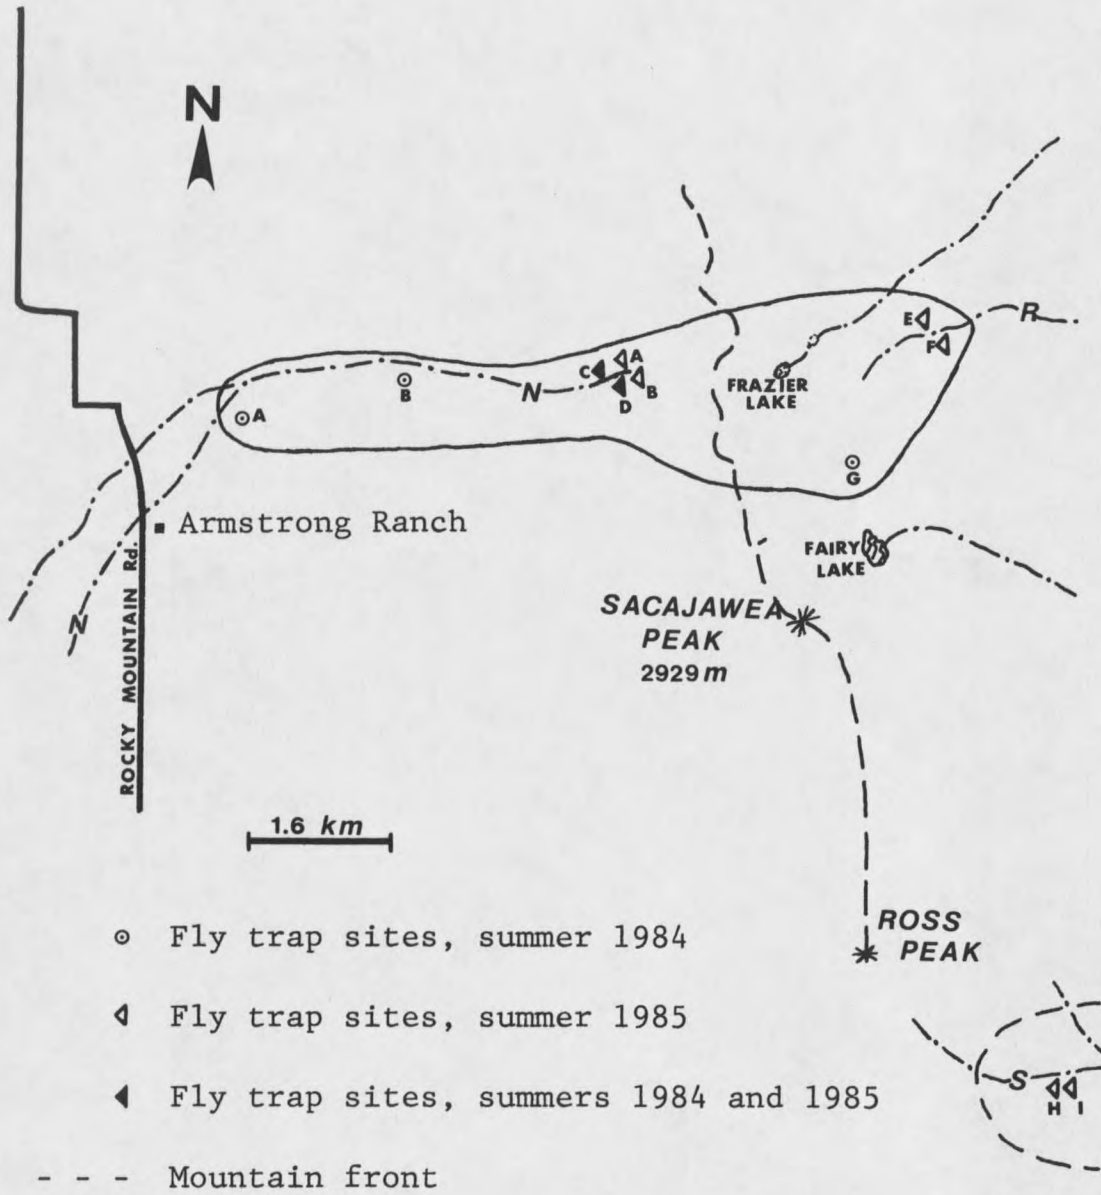 N
R
A
E
F
C
B
N
A
B
D
FRAZIER
LAKE
G
Armstrong Ranch
FAIRY
LAKE
N
ROCKY MOUNTAIN Rd.
SACAJAWEA
PEAK
2929 m
1.6 km
ROSS
PEAK
Fly trap sites, summer 1984
Fly trap sites, summer 1985
Fly trap sites, summers 1984 and 1985
S
H I
Mountain front